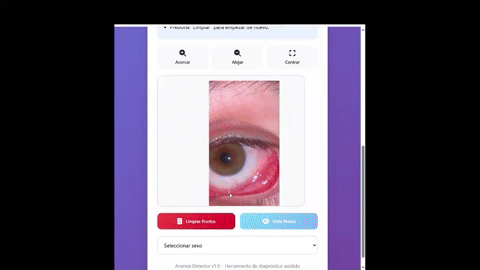 Presiona "Limpiar" para empezar de nuevo.
Acercar
Alejar
Centrar
Limpiar Puntos
Vista Previa
Seleccionar sexo
Anemia Detector v1.0 - Herramienta de diagnóstico asistido